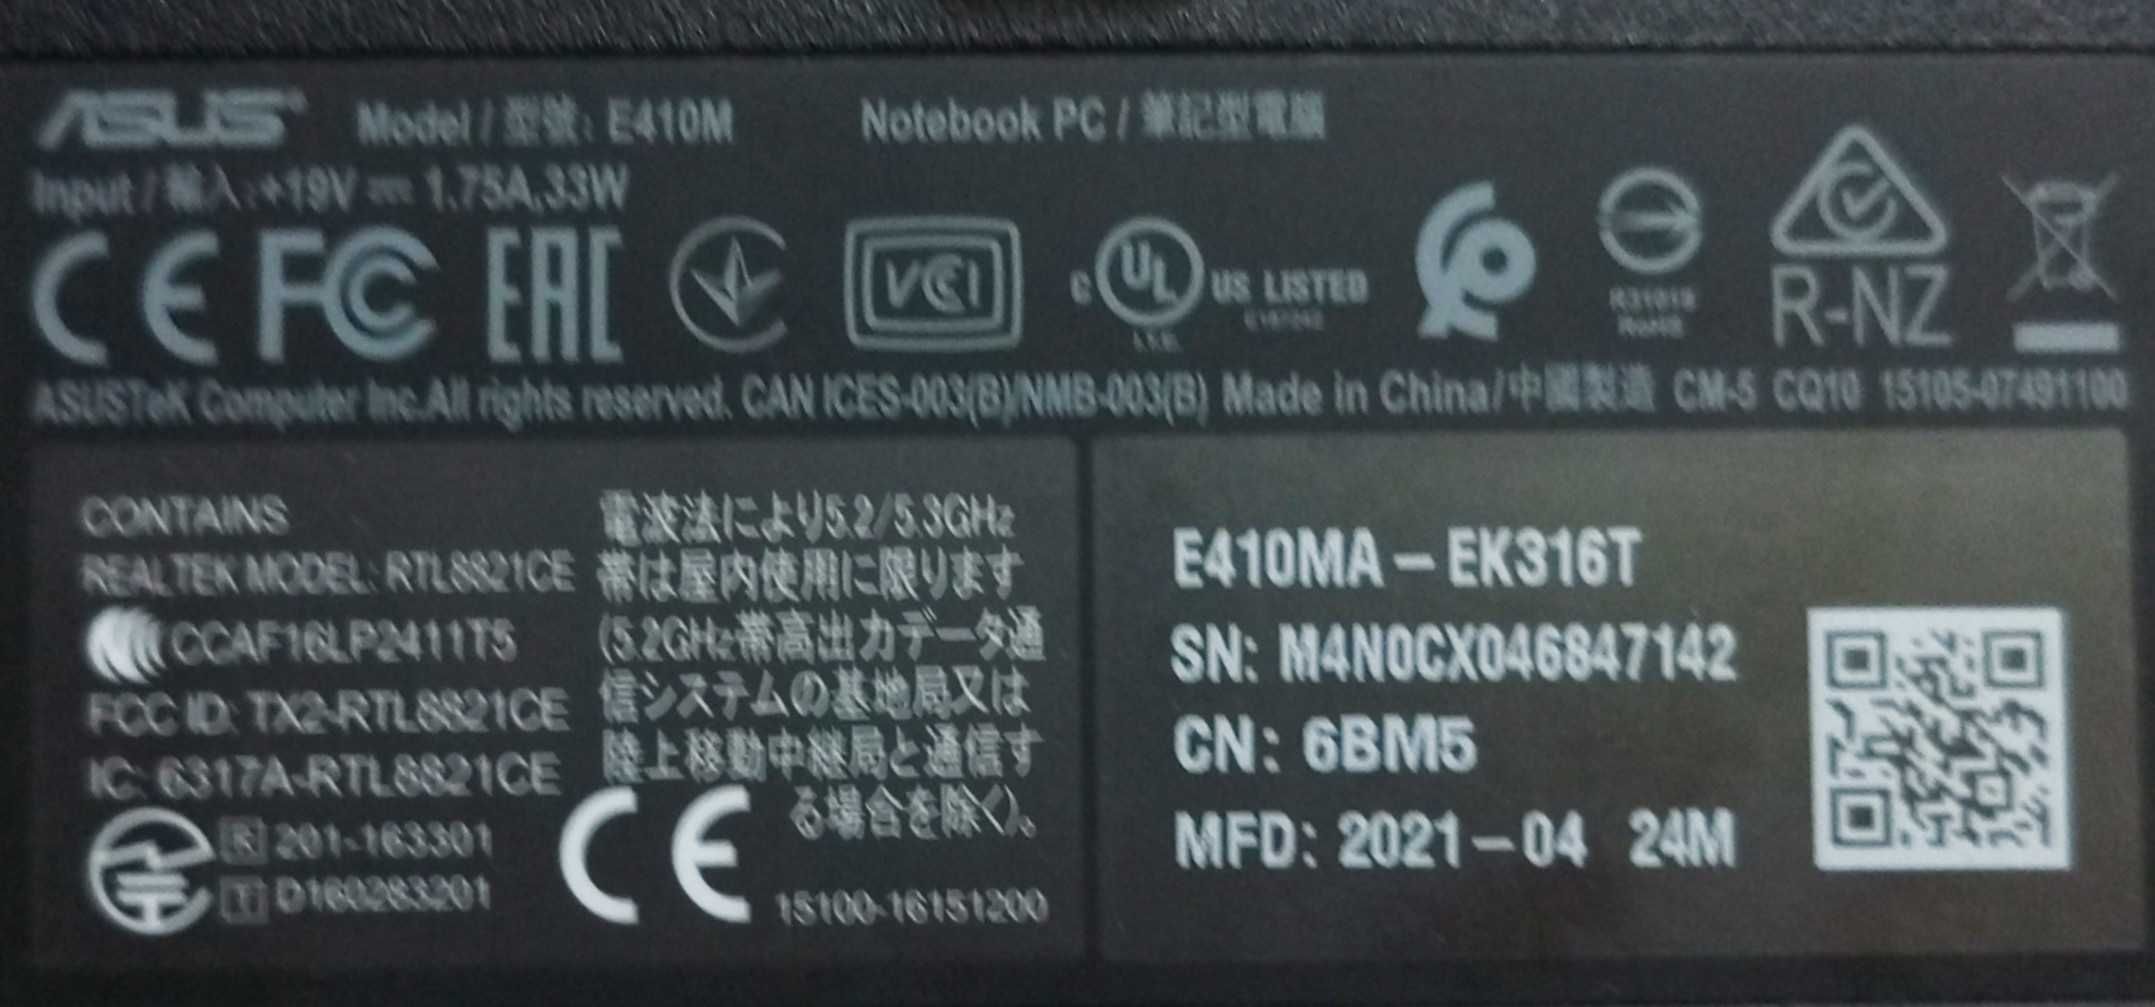 ASUS Model / 型號: E410M Notebook PC / 筆記型電腦
Input / 輸入:+19V ⎓ 1.75A,33W
CE FC EAC VCCI C UL US LISTED R-NZ
ASUSTeK Computer Inc.All rights reserved. CAN ICES-003(B)/NMB-003(B) Made in China/中國製造 CM-5 CQ10 15105-07491100
CONTAINS
REALTEK MODEL: RTL8821CE
CCAF16LP2411T5
FCC ID: TX2-RTL8821CE
IC: 6317A-RTL8821CE
R 201-163301
T D160283201
電波法により5.2/5.3GHz
帯は屋内使用に限ります
(5.2GHz帯高出力データ通
信システムの基地局又は
陸上移動中継局と通信す
る場合を除く)。
CE 15100-16151200
E410MA-EK316T
SN: M4N0CX046847142
CN: 6BM5
MFD: 2021-04 24M